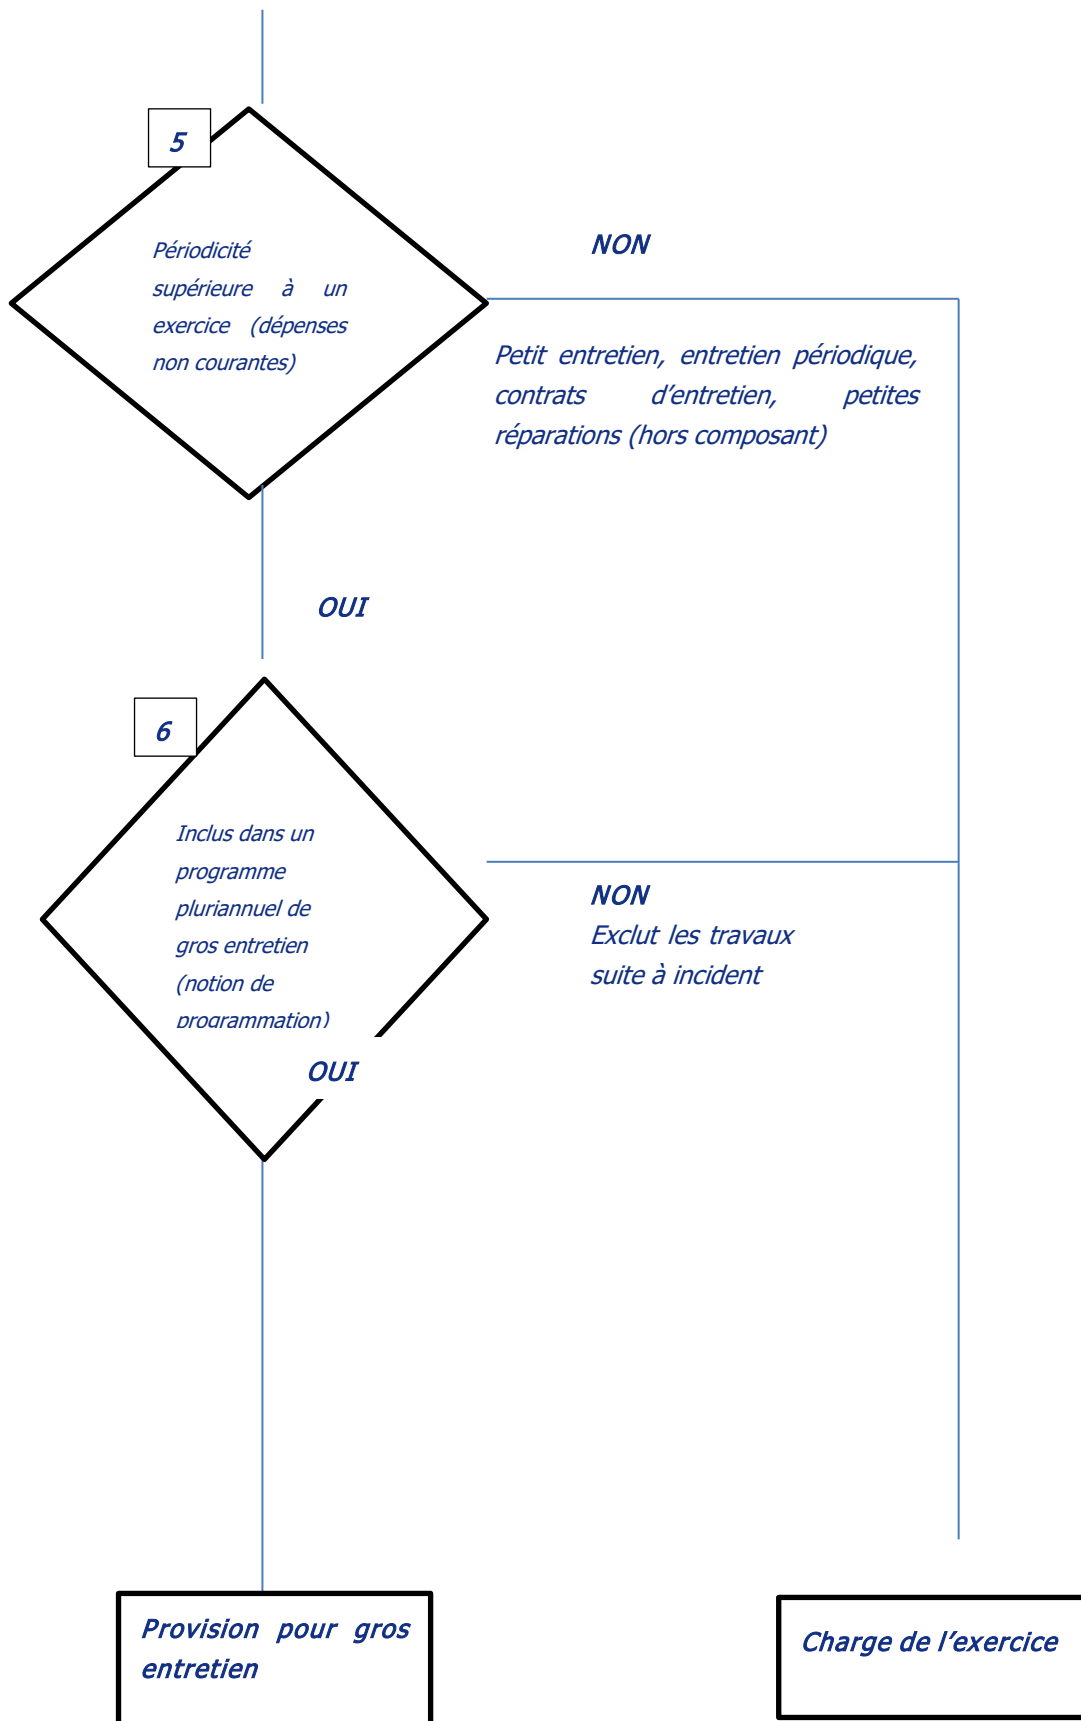 5
Périodicité
supérieure à un
exercice (dépenses
non courantes)
NON
Petit entretien, entretien périodique,
contrats d'entretien, petites
réparations (hors composant)
OUI
6
Inclus dans un
programme
pluriannuel de
gros entretien
(notion de
programmation)
OUI
NON
Exclut les travaux
suite à incident
Provision pour gros
entretien
Charge de l'exercice